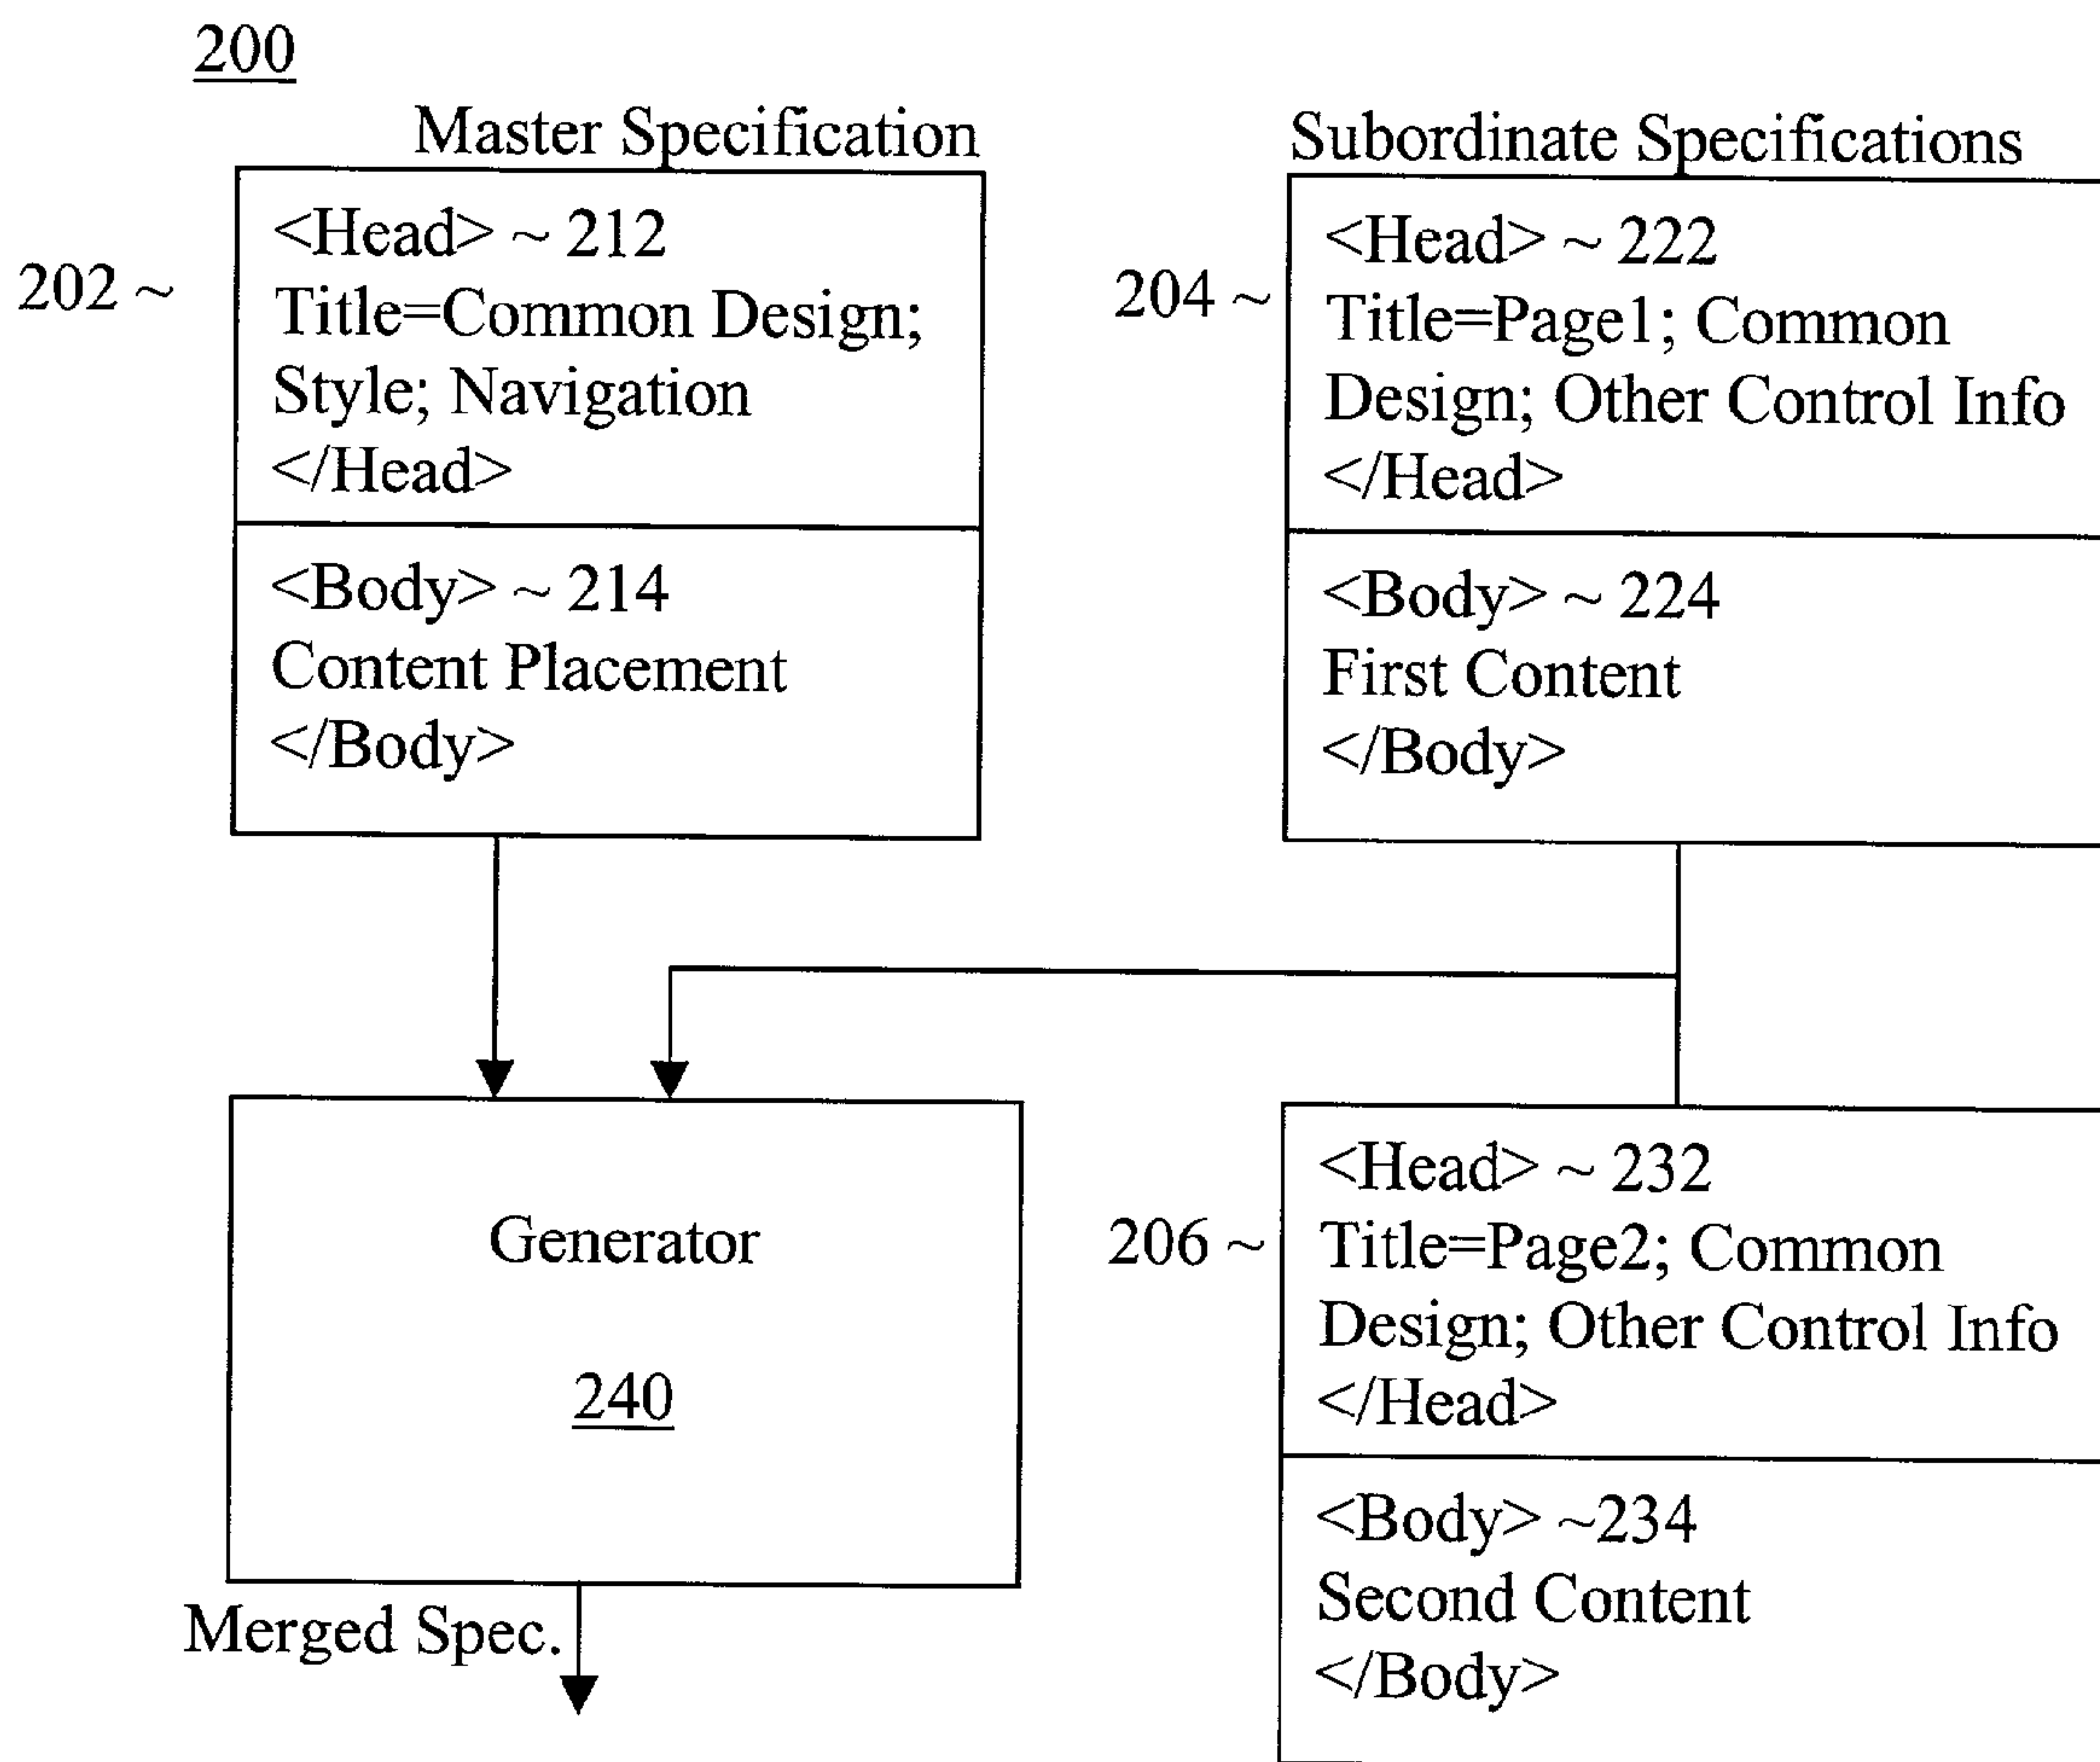 200
Master Specification
202 ~
<Head> ~ 212
Title=Common Design;
Style; Navigation
</Head>
<Body> ~ 214
Content Placement
</Body>
Subordinate Specifications
204 ~
<Head> ~ 222
Title=Page1; Common
Design; Other Control Info
</Head>
<Body> ~ 224
First Content
</Body>
Generator
240
Merged Spec.
206 ~
<Head> ~ 232
Title=Page2; Common
Design; Other Control Info
</Head>
<Body> ~234
Second Content
</Body>